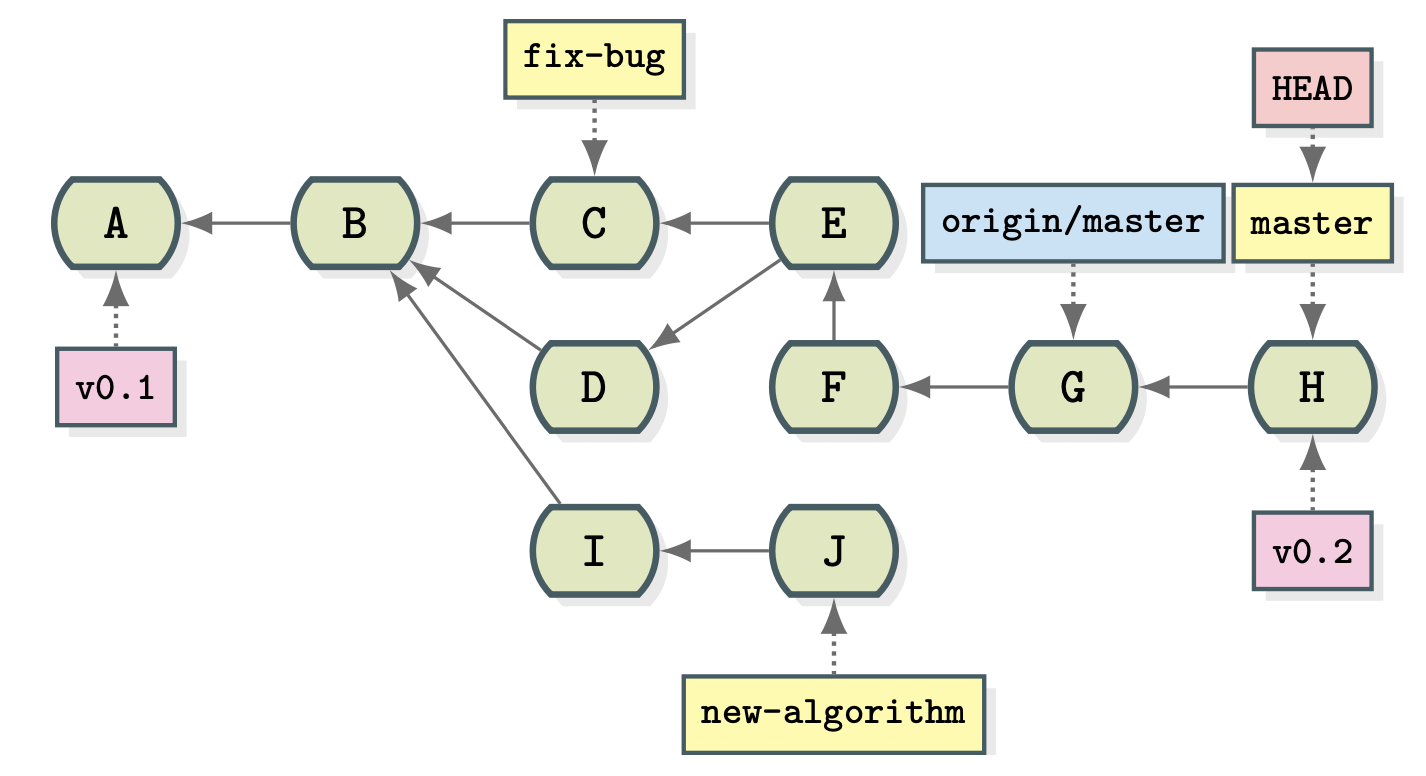 fix-bug
HEAD
A
B
C
E
origin/master
master
v0.1
D
F
G
H
I
J
v0.2
new-algorithm